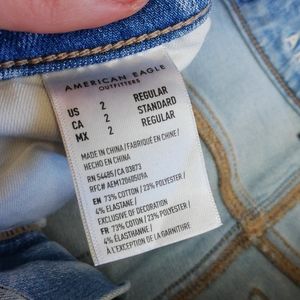 AMERICAN EAGLE
OUTFITTERS
US 2 REGULAR
CA 2 STANDARD
MX 2 REGULAR
MADE IN CHINA / FABRIQUÉ EN CHINE /
HECHO EN CHINA
RN 54485 / CA 03873
RFC# AEM1206050J9A
EN 73% COTTON / 23% POLYESTER /
4% ELASTANE /
EXCLUSIVE OF DECORATION
FR 73% COTON / 23% POLYESTER /
4% ÉLASTHANNE /
À L'EXCEPTION DE LA GARNITURE